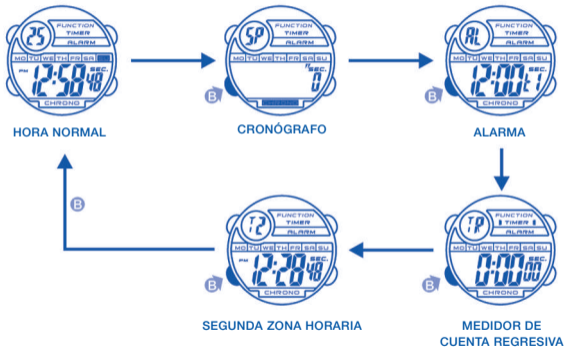 25
FUNCTION
TIMER
ALARM
MO TU WE TH FR SA
PM 12:58 48 SEC.
CHRONO
HORA NORMAL
SP
FUNCTION
TIMER
ALARM
MO TU WE TH FR SA SU
SEC.
0
B
CRONÓGRAFO
AL
FUNCTION
TIMER
ALARM
MO TU WE TH FR SA SU
12:00 t1
CHRONO
B
ALARMA
TR
FUNCTION
TIMER
ALARM
MO TU WE TH FR SA SU
0:00 00 SEC.
CHRONO
B
MEDIDOR DE
CUENTA REGRESIVA
T2
FUNCTION
TIMER
ALARM
MO TU WE TH FR SA SU
PM 12:28 48 SEC.
CHRONO
B
SEGUNDA ZONA HORARIA
B